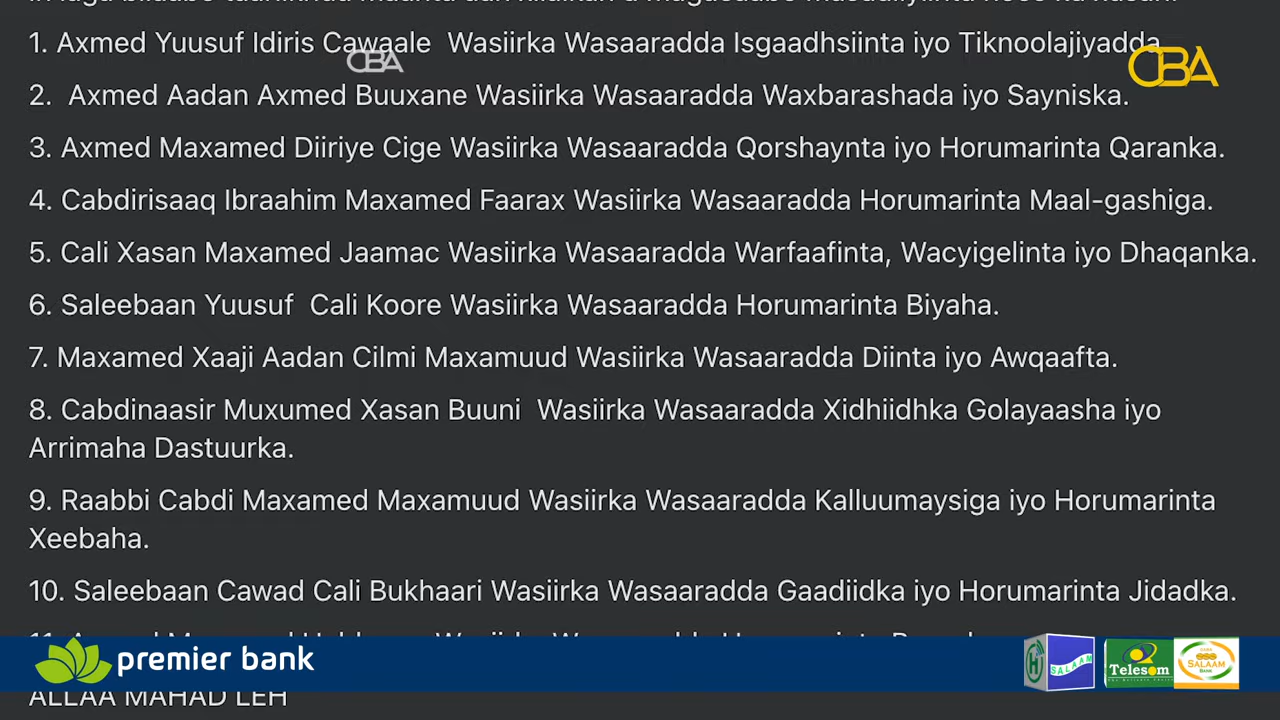 1. Axmed Yuusuf Idiris Cawaale  Wasiirka Wasaaradda Isgaadhsiinta iyo Tiknoolajiyadda
CBA
CBA
2.  Axmed Aadan Axmed Buuxane Wasiirka Wasaaradda Waxbarashada iyo Sayniska.
3. Axmed Maxamed Diiriye Cige Wasiirka Wasaaradda Qorshaynta iyo Horumarinta Qaranka.
4. Cabdirisaaq Ibraahim Maxamed Faarax Wasiirka Wasaaradda Horumarinta Maal-gashiga.
5. Cali Xasan Maxamed Jaamac Wasiirka Wasaaradda Warfaafinta, Wacyigelinta iyo Dhaqanka.
6. Saleebaan Yuusuf  Cali Koore Wasiirka Wasaaradda Horumarinta Biyaha.
7. Maxamed Xaaji Aadan Cilmi Maxamuud Wasiirka Wasaaradda Diinta iyo Awqaafta.
8. Cabdinaasir Muxumed Xasan Buuni  Wasiirka Wasaaradda Xidhiidhka Golayaasha iyo
Arrimaha Dastuurka.
9. Raabbi Cabdi Maxamed Maxamuud Wasiirka Wasaaradda Kalluumaysiga iyo Horumarinta
Xeebaha.
10. Saleebaan Cawad Cali Bukhaari Wasiirka Wasaaradda Gaadiidka iyo Horumarinta Jidadka.
premier bank
SALAAM
Telesom
SALAAM
BANK
ALLAA MAHAD LEH